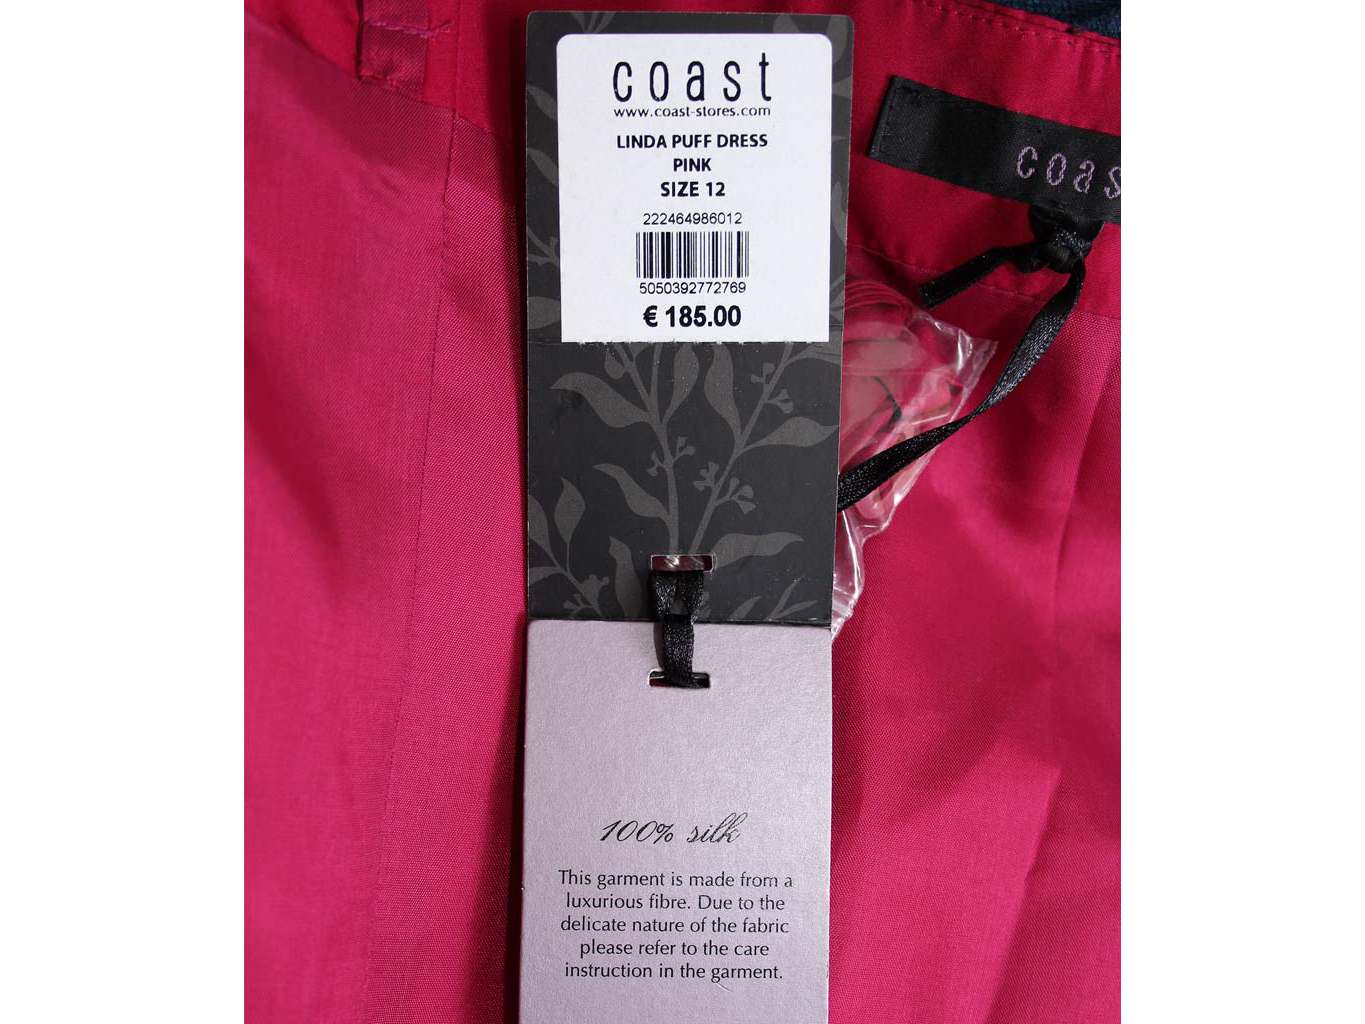 coast
www.coast-stores.com
LINDA PUFF DRESS
PINK
SIZE 12
222464986012
5050392772769
€ 185.00
coas
100% silk
This garment is made from a
luxurious fibre. Due to the
delicate nature of the fabric
please refer to the care
instruction in the garment.